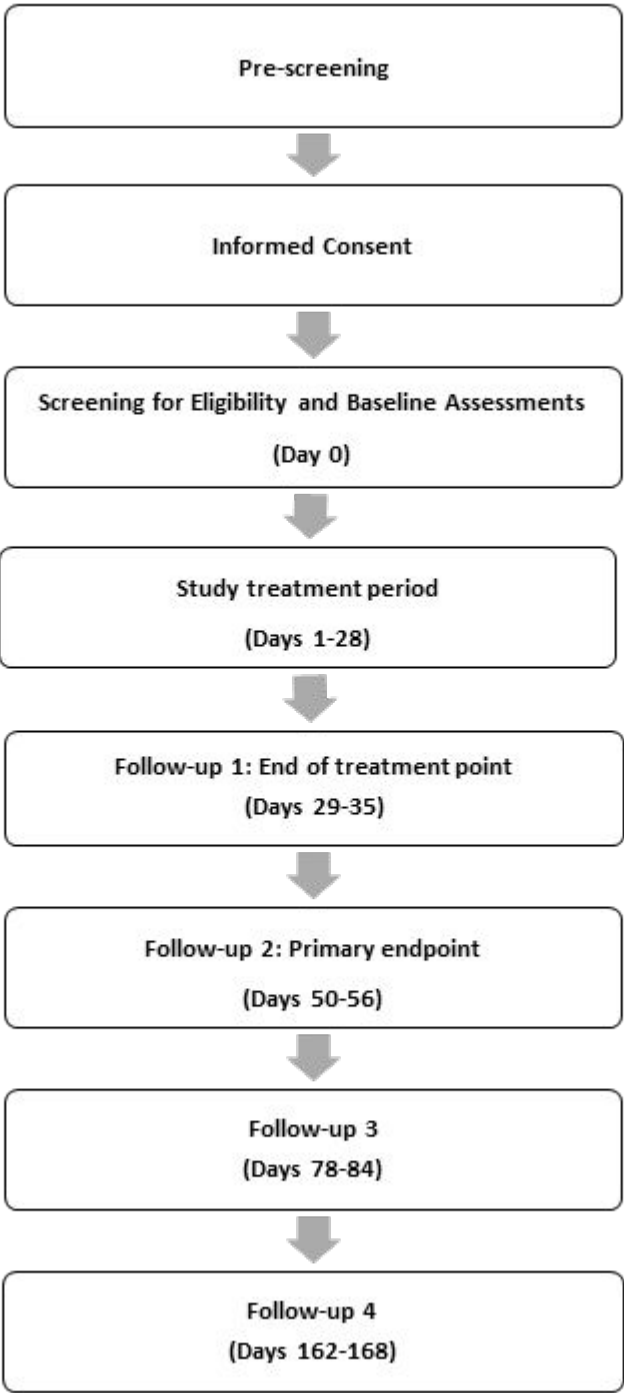 Pre-screening
Informed Consent
Screening for Eligibility and Baseline Assessments
(Day 0)
Study treatment period
(Days 1-28)
Follow-up 1: End of treatment point
(Days 29-35)
Follow-up 2: Primary endpoint
(Days 50-56)
Follow-up 3
(Days 78-84)
Follow-up 4
(Days 162-168)